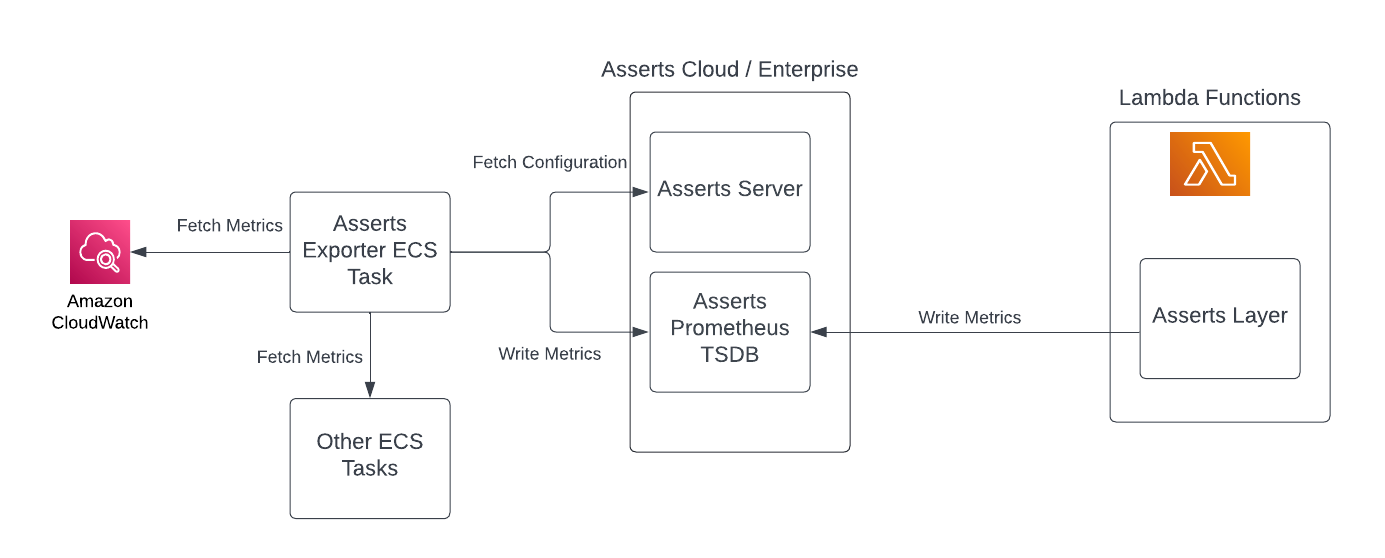 Asserts Cloud / Enterprise
Lambda Functions
Fetch Configuration
Asserts Server
Fetch Metrics
Asserts
Exporter ECS
Task
Amazon
CloudWatch
Asserts
Prometheus
TSDB
Write Metrics
Asserts Layer
Write Metrics
Fetch Metrics
Other ECS
Tasks